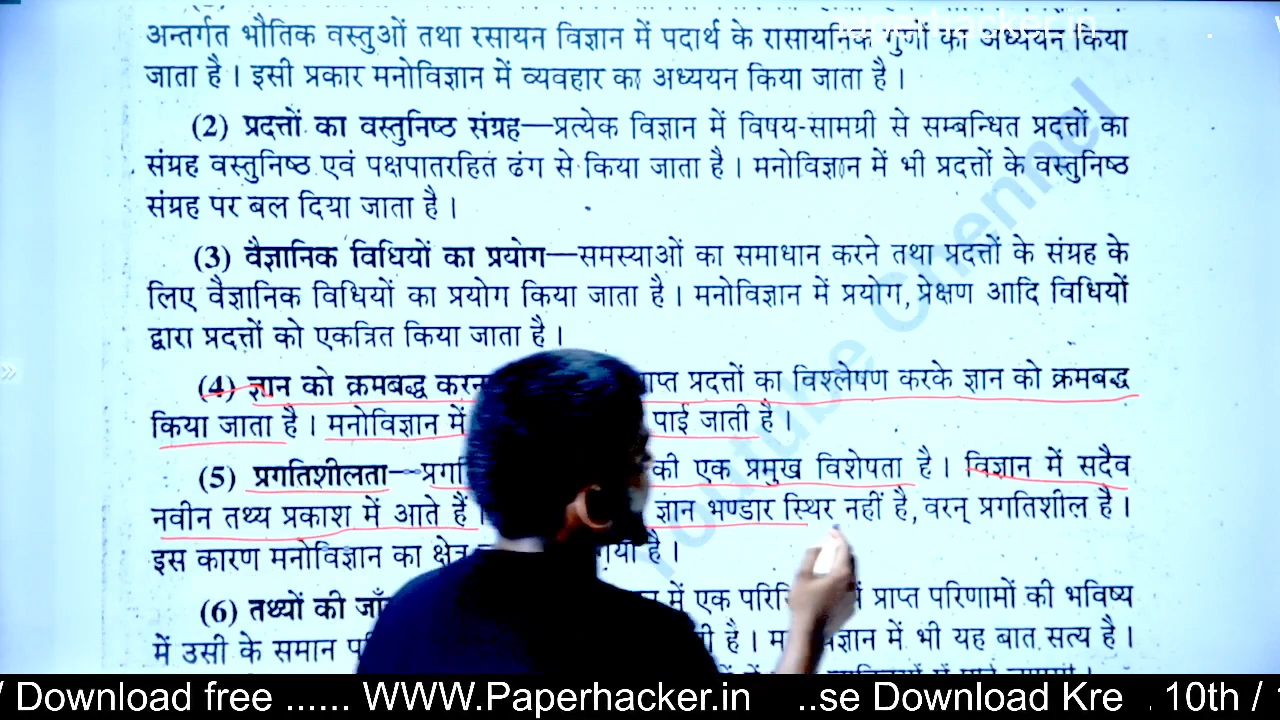 paperhacker.in
अन्तर्गत भौतिक वस्तुओं तथा रसायन विज्ञान में पदार्थ के रासायनिक गुणों का अध्ययन किया
जाता है। इसी प्रकार मनोविज्ञान में व्यवहार का अध्ययन किया जाता है।
(2) प्रदत्तों का वस्तुनिष्ठ संग्रह—प्रत्येक विज्ञान में विषय-सामग्री से सम्बन्धित प्रदत्तों का
संग्रह वस्तुनिष्ठ एवं पक्षपातरहित ढंग से किया जाता है। मनोविज्ञान में भी प्रदत्तों के वस्तुनिष्ठ
संग्रह पर बल दिया जाता है।
(3) वैज्ञानिक विधियों का प्रयोग—समस्याओं का समाधान करने तथा प्रदत्तों के संग्रह के
लिए वैज्ञानिक विधियों का प्रयोग किया जाता है। मनोविज्ञान में प्रयोग, प्रेक्षण आदि विधियों
द्वारा प्रदत्तों को एकत्रित किया जाता है।
(4) ज्ञान को क्रमबद्ध प्रदत्तों का विश्लेषण करके ज्ञान को क्रमबद्ध
किया जाता है। मनोविज्ञान में पाई जाती है।
(5) प्रगतिशीलता— की एक प्रमुख विशेषता है। विज्ञान में सदैव
नवीन तथ्य प्रकाश में आते हैं ज्ञान भण्डार स्थिर नहीं है, वरन् प्रगतिशील है।
इस कारण मनोविज्ञान का क्षेत्र है।
(6) तथ्यों की में एक प्राप्त परिणामों की भविष्य
में उसी के समान है। में भी यह बात सत्य है।
Youtube Chennel
/ Download free ...... WWW.Paperhacker.in ..se Download Kre . 10th /